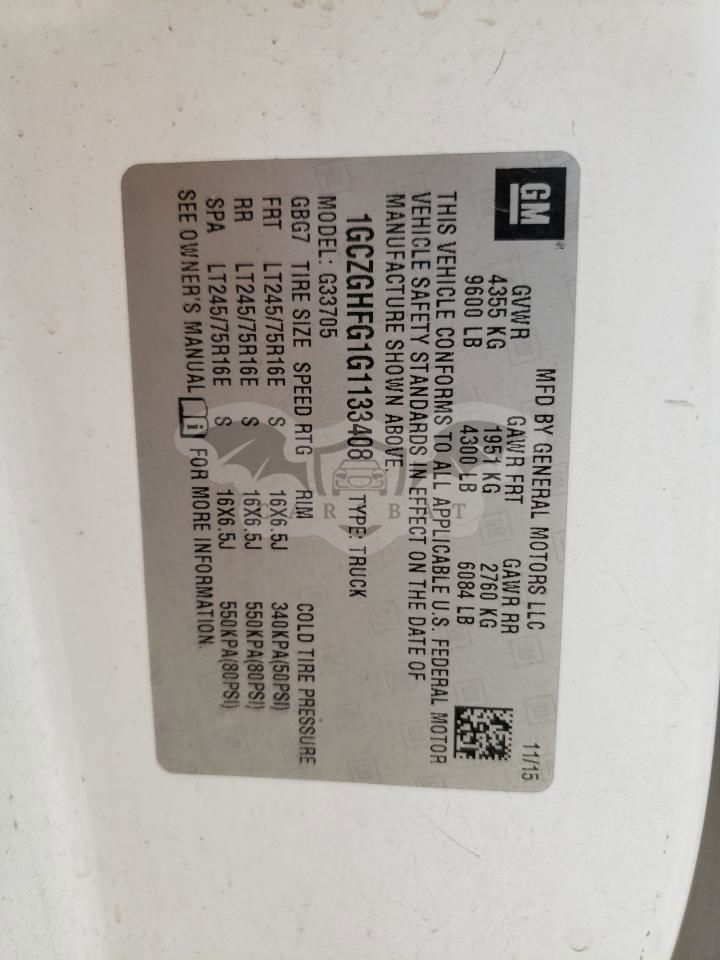 GM
MFD BY GENERAL MOTORS LLC 11/15
GVWR GAWR FRT GAWR RR
4355 KG 1951 KG 2760 KG
9600 LB 4300 LB 6084 LB
THIS VEHICLE CONFORMS TO ALL APPLICABLE U.S. FEDERAL MOTOR
VEHICLE SAFETY STANDARDS IN EFFECT ON THE DATE OF
MANUFACTURE SHOWN ABOVE.
1GCZGHFG1G1133408 TYPE: TRUCK
MODEL: G33705
GBG7 TIRE SIZE SPEED RTG RIM COLD TIRE PRESSURE
FRT LT245/75R16E S 16X6.5J 340KPA(50PSI)
RR LT245/75R16E S 16X6.5J 550KPA(80PSI)
SPA LT245/75R16E S 16X6.5J 550KPA(80PSI)
SEE OWNER'S MANUAL FOR MORE INFORMATION.
CAR BAT